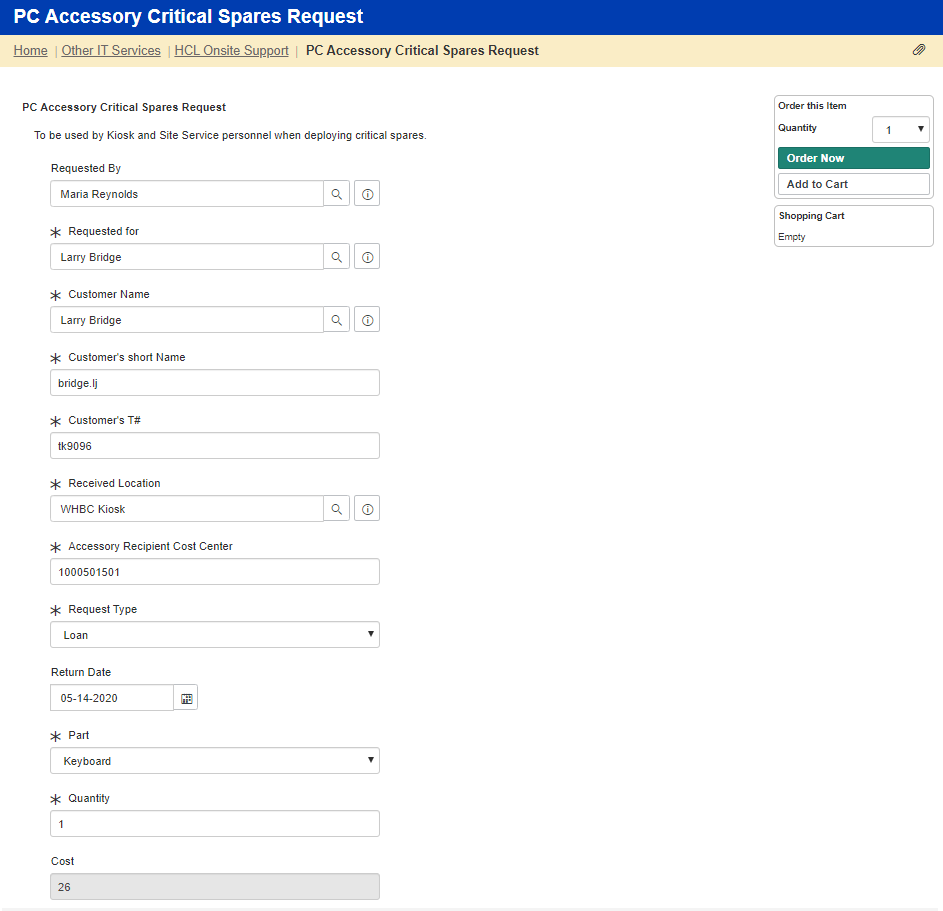 PC Accessory Critical Spares Request
Home | Other IT Services | HCL Onsite Support | PC Accessory Critical Spares Request
PC Accessory Critical Spares Request
To be used by Kiosk and Site Service personnel when deploying critical spares.
Requested By
Maria Reynolds
Requested for
Larry Bridge
Customer Name
Larry Bridge
Customer's short Name
bridge.lj
Customer's T#
tk9096
Received Location
WHBC Kiosk
Accessory Recipient Cost Center
1000501501
Request Type
Loan
Return Date
05-14-2020
Part
Keyboard
Quantity
1
Cost
26
Order this Item
Quantity 1
Order Now
Add to Cart
Shopping Cart
Empty